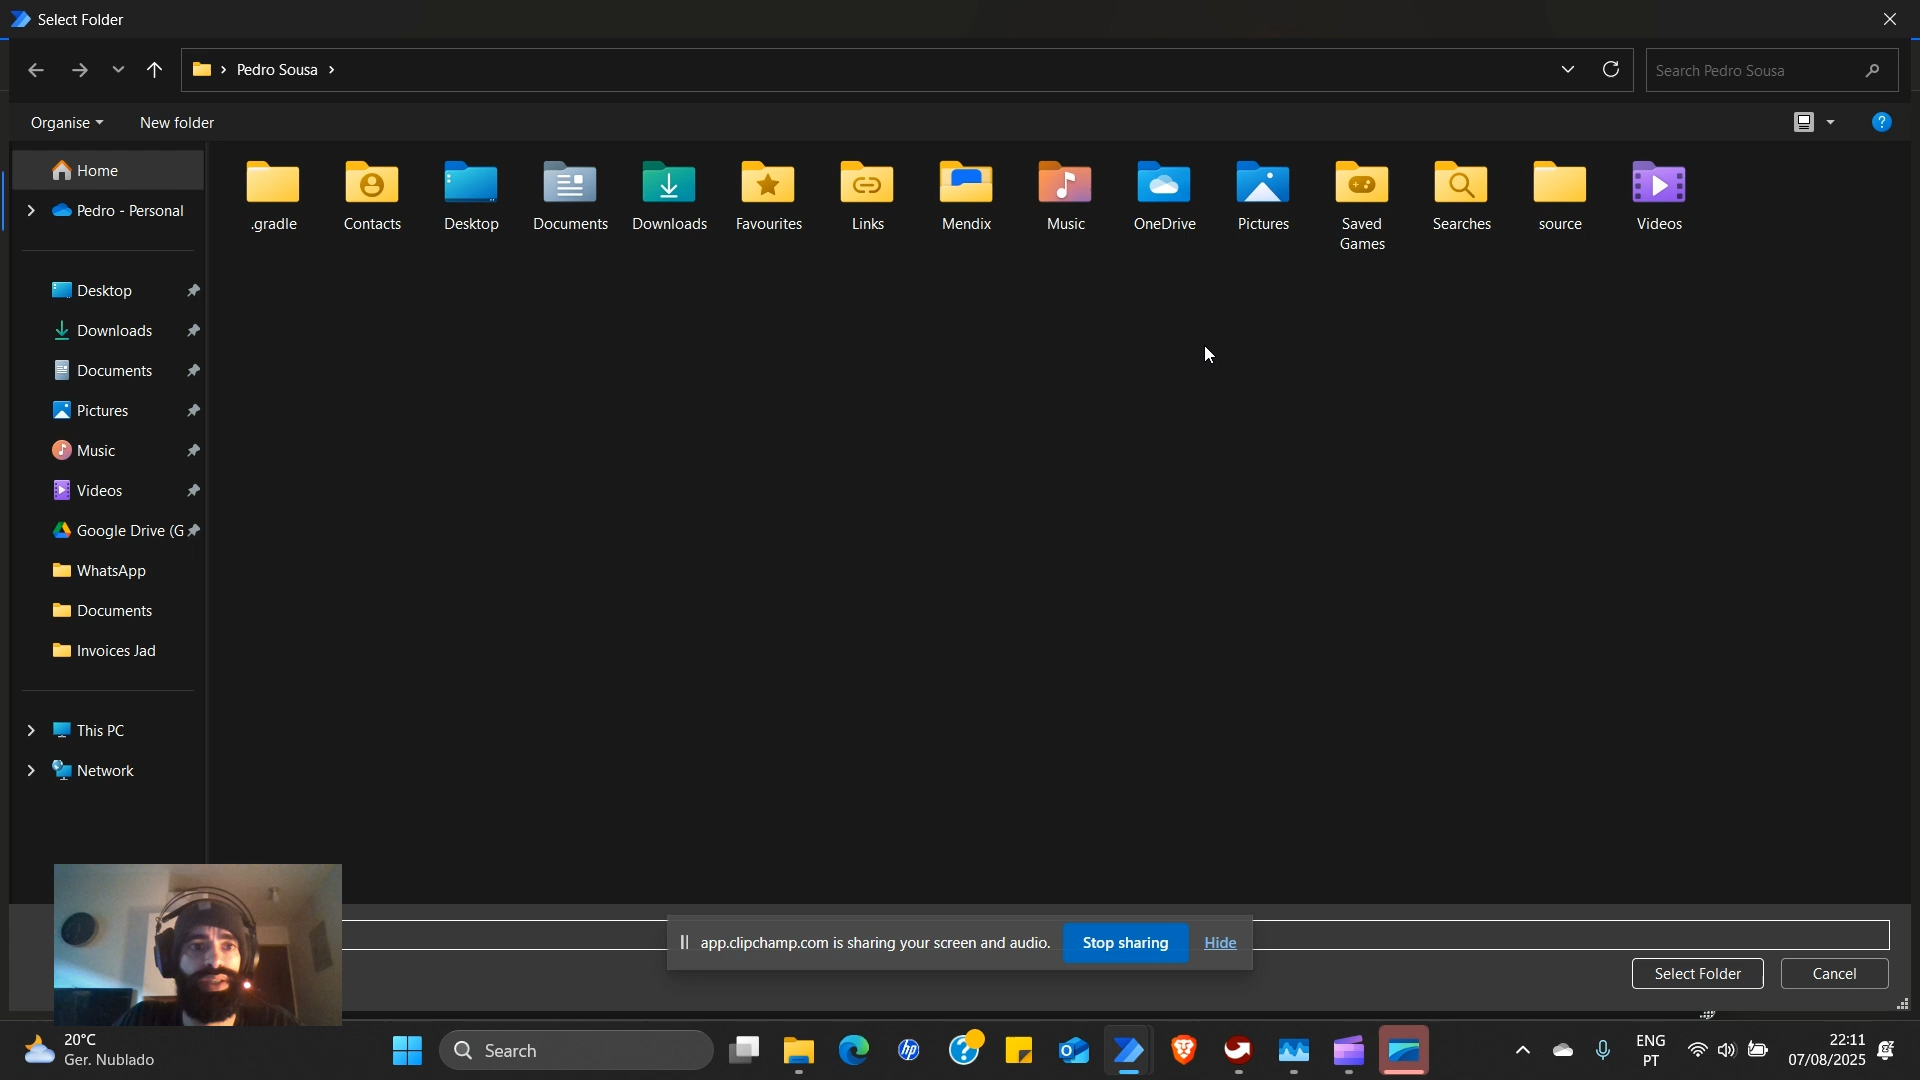 Select Folder
Pedro Sousa
Search Pedro Sousa
Organise
New folder
Home
Pedro - Personal
Desktop
Downloads
Documents
Pictures
Music
Videos
Google Drive (G
WhatsApp
Documents
Invoices Jad
This PC
Network
.gradle
Contacts
Desktop
Documents
Downloads
Favourites
Links
Mendix
Music
OneDrive
Pictures
Saved
Games
Searches
source
Videos
app.clipchamp.com is sharing your screen and audio.
Stop sharing
Hide
Select Folder
Cancel
20°C
Ger. Nublado
Search
ENG
PT
22:11
07/08/2025